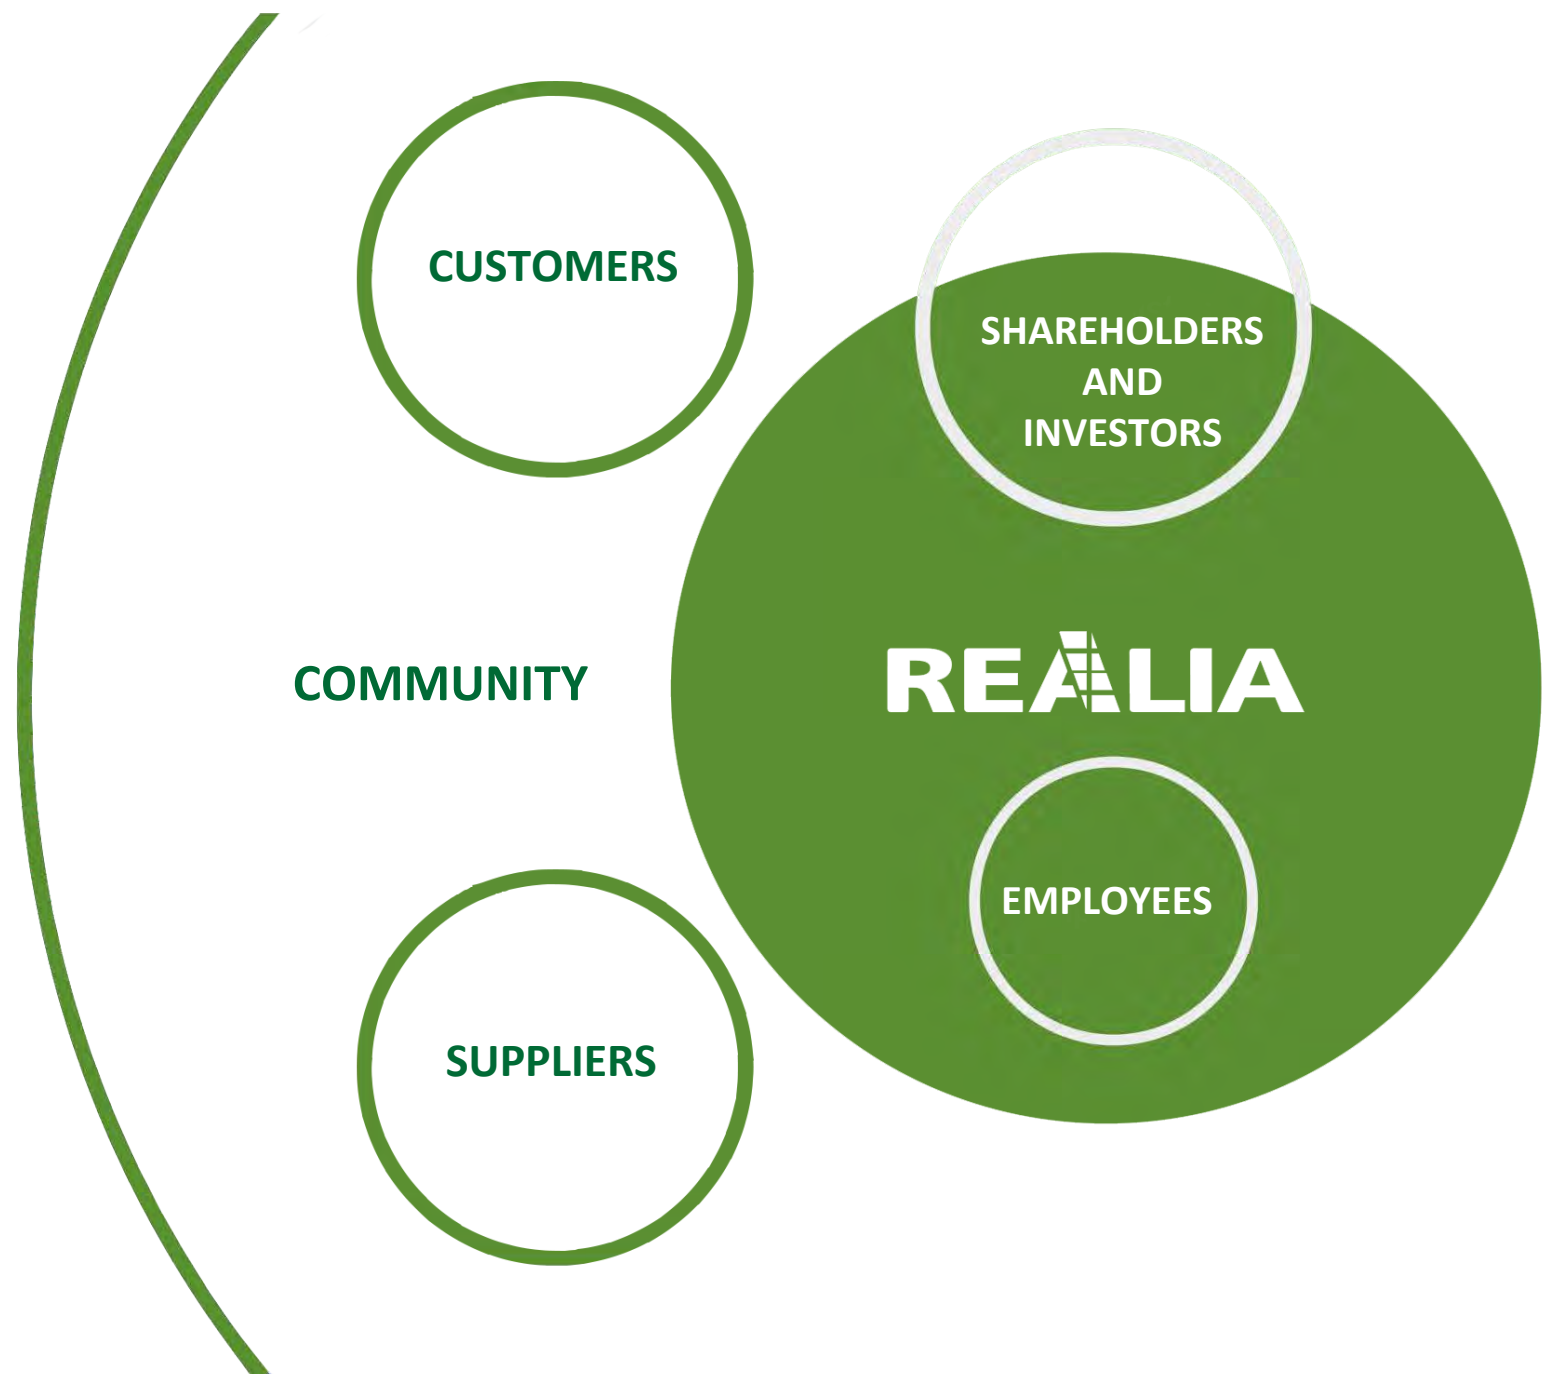 CUSTOMERS
SHAREHOLDERS
AND
INVESTORS
COMMUNITY
REALIA
EMPLOYEES
SUPPLIERS